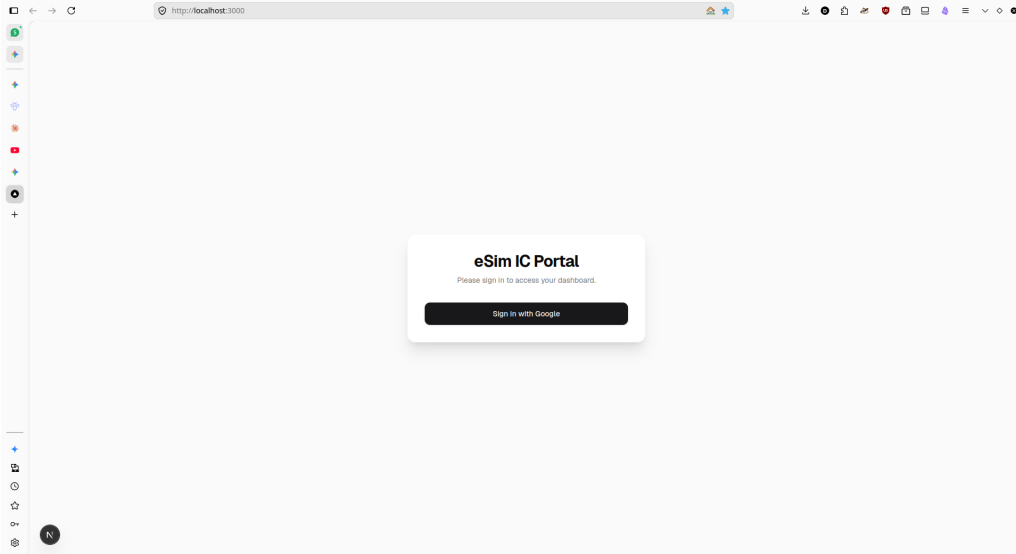 http://localhost:3000
eSim IC Portal
Please sign in to access your dashboard.
Sign in with Google
N